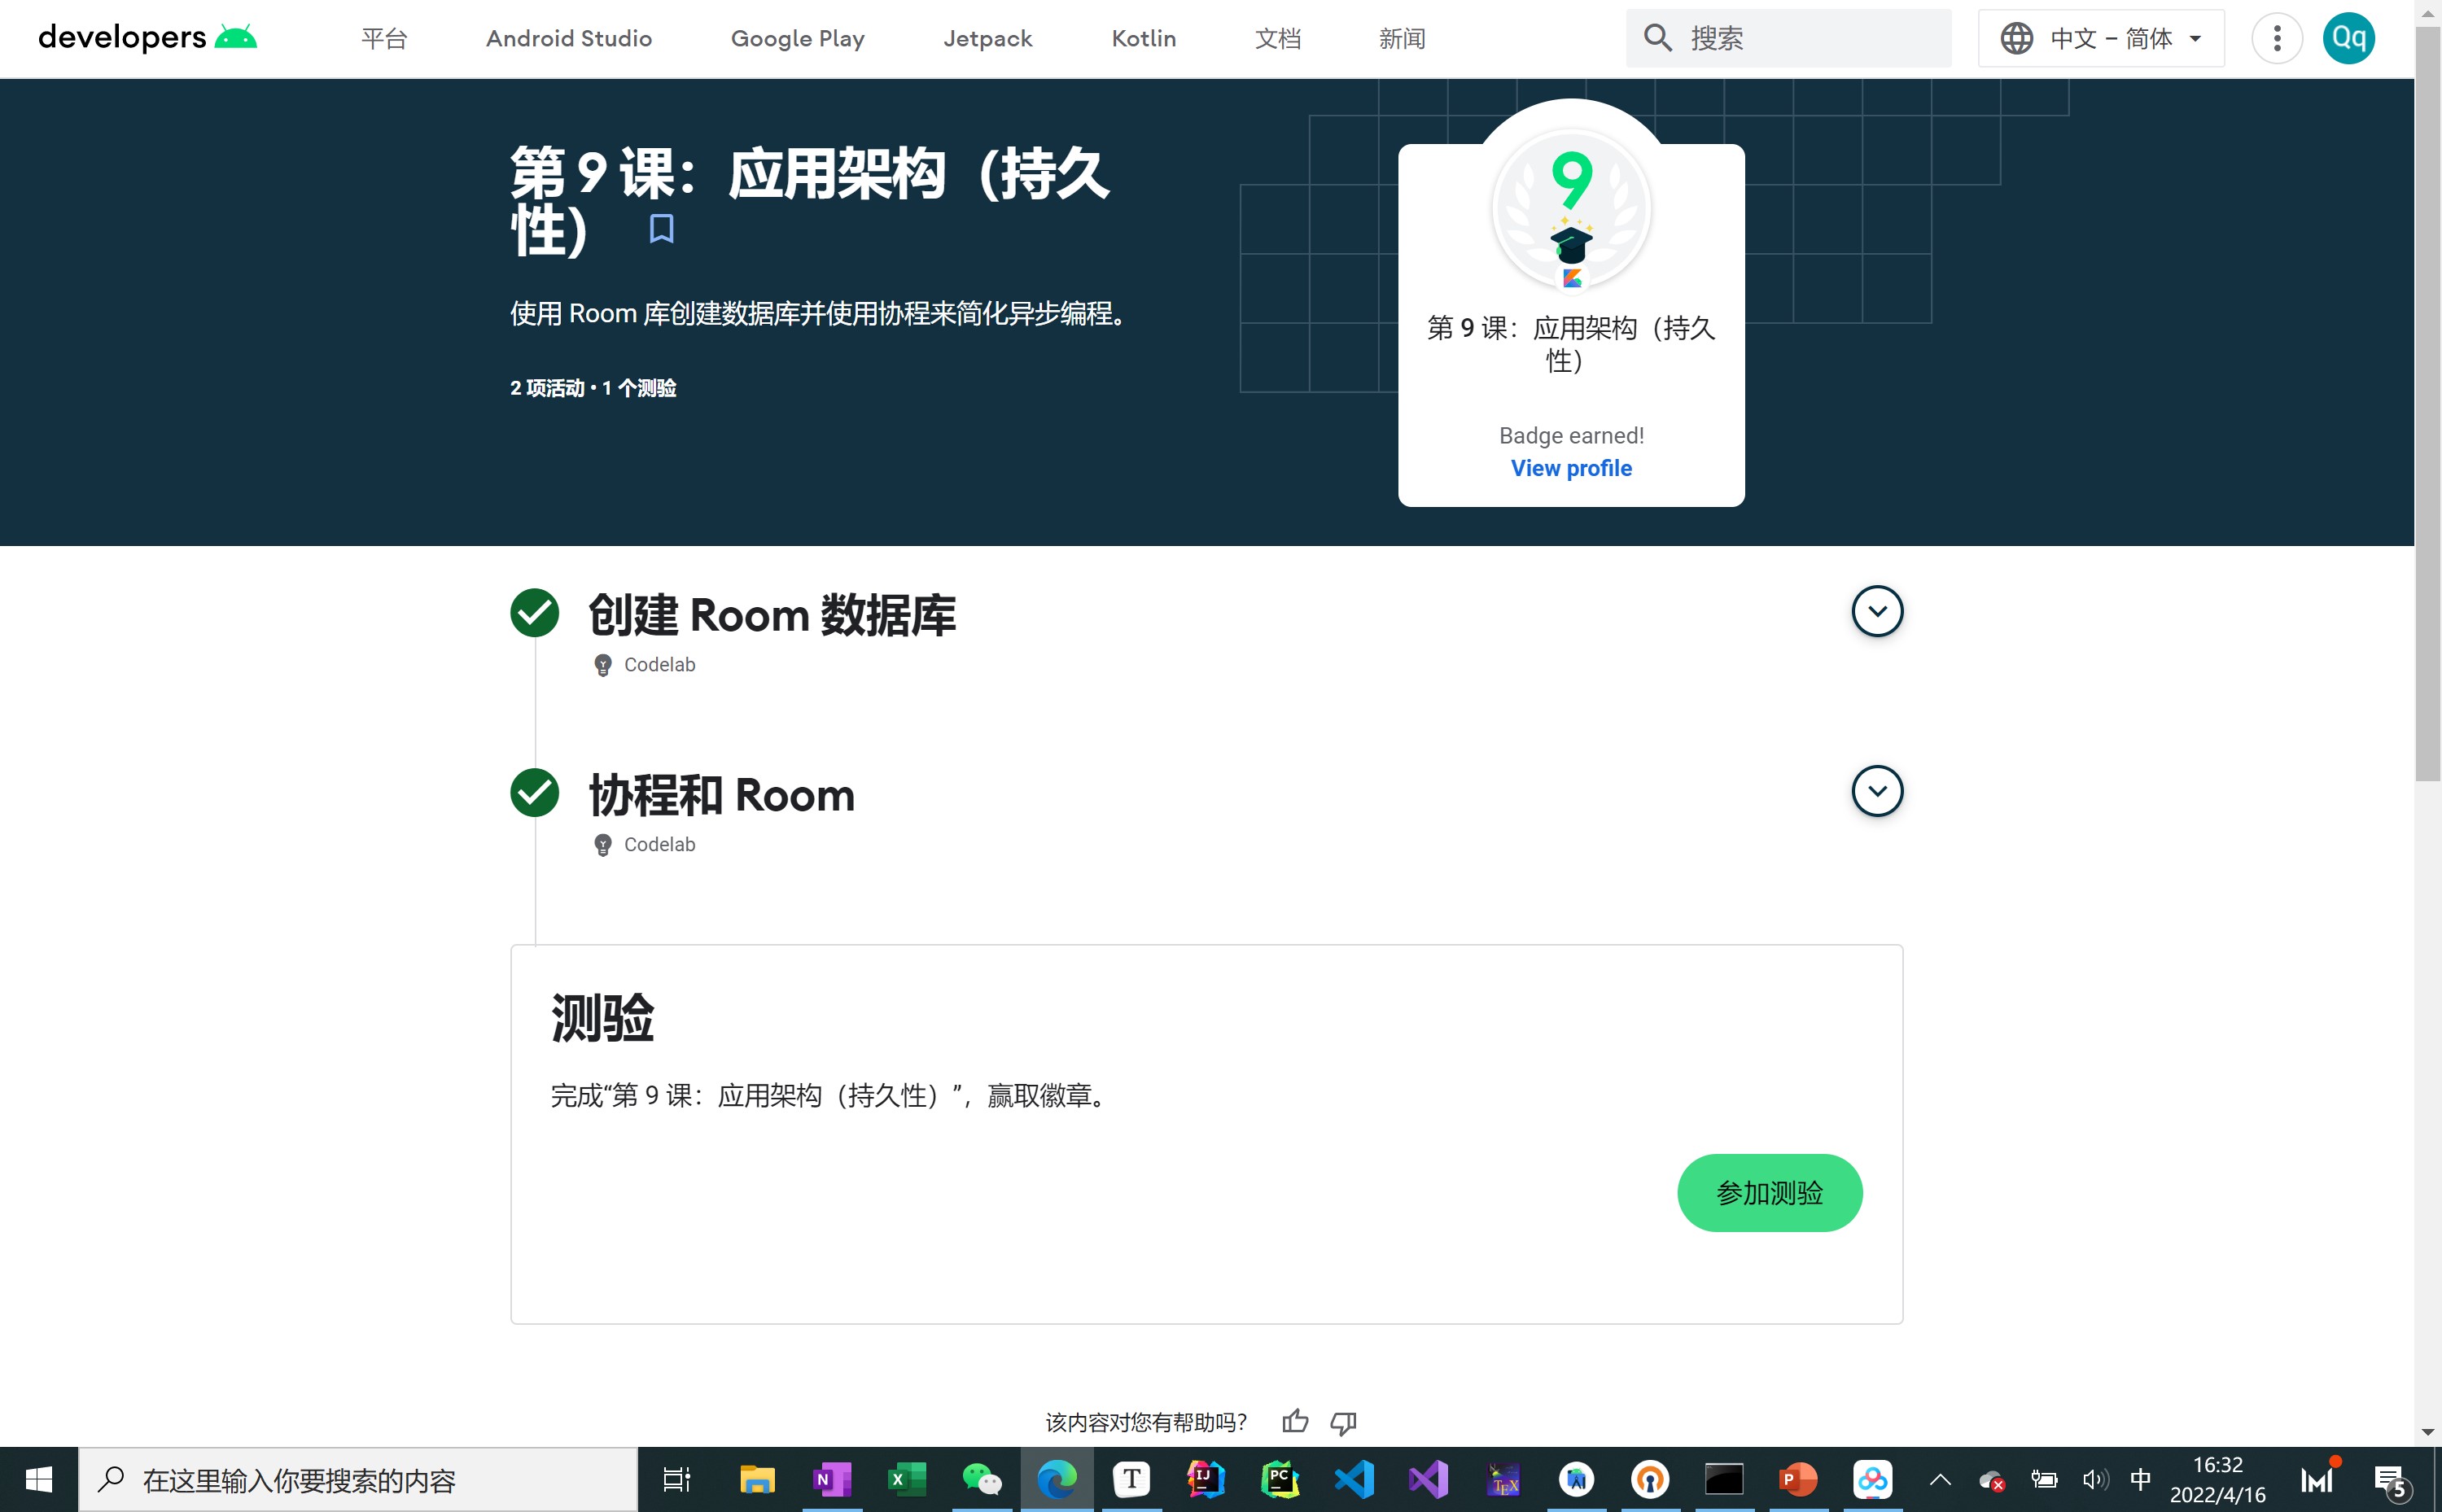 developers
平台
Android Studio
Google Play
Jetpack
Kotlin
文档
新闻
搜索
中文 – 简体
Qq
第 9 课：应用架构（持久
性）
使用 Room 库创建数据库并使用协程来简化异步编程。
2 项活动 • 1 个测验
9
第 9 课：应用架构（持久
性）
Badge earned!
View profile
创建 Room 数据库
Codelab
协程和 Room
Codelab
测验
完成“第 9 课：应用架构（持久性）”，赢取徽章。
参加测验
该内容对您有帮助吗？
在这里输入你要搜索的内容
N
X
T
IJ
PC
TEX
P
中
16:32
2022/4/16
5